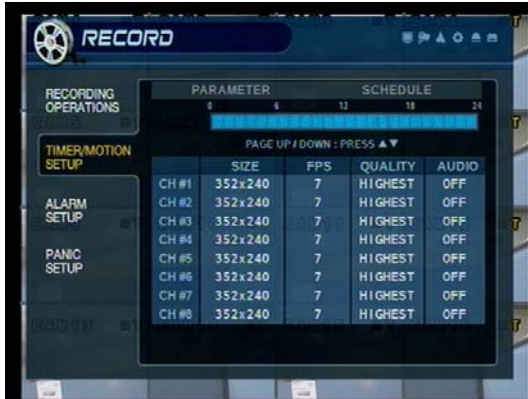 RECORD
RECORDING OPERATIONS
TIMER/MOTION SETUP
ALARM SETUP
PANIC SETUP
PARAMETER SCHEDULE
0 6 12 18 24
PAGE UP / DOWN : PRESS ▲▼
SIZE FPS QUALITY AUDIO
CH #1 352x240 7 HIGHEST OFF
CH #2 352x240 7 HIGHEST OFF
CH #3 352x240 7 HIGHEST OFF
CH #4 352x240 7 HIGHEST OFF
CH #5 352x240 7 HIGHEST OFF
CH #6 352x240 7 HIGHEST OFF
CH #7 352x240 7 HIGHEST OFF
CH #8 352x240 7 HIGHEST OFF
CAM13